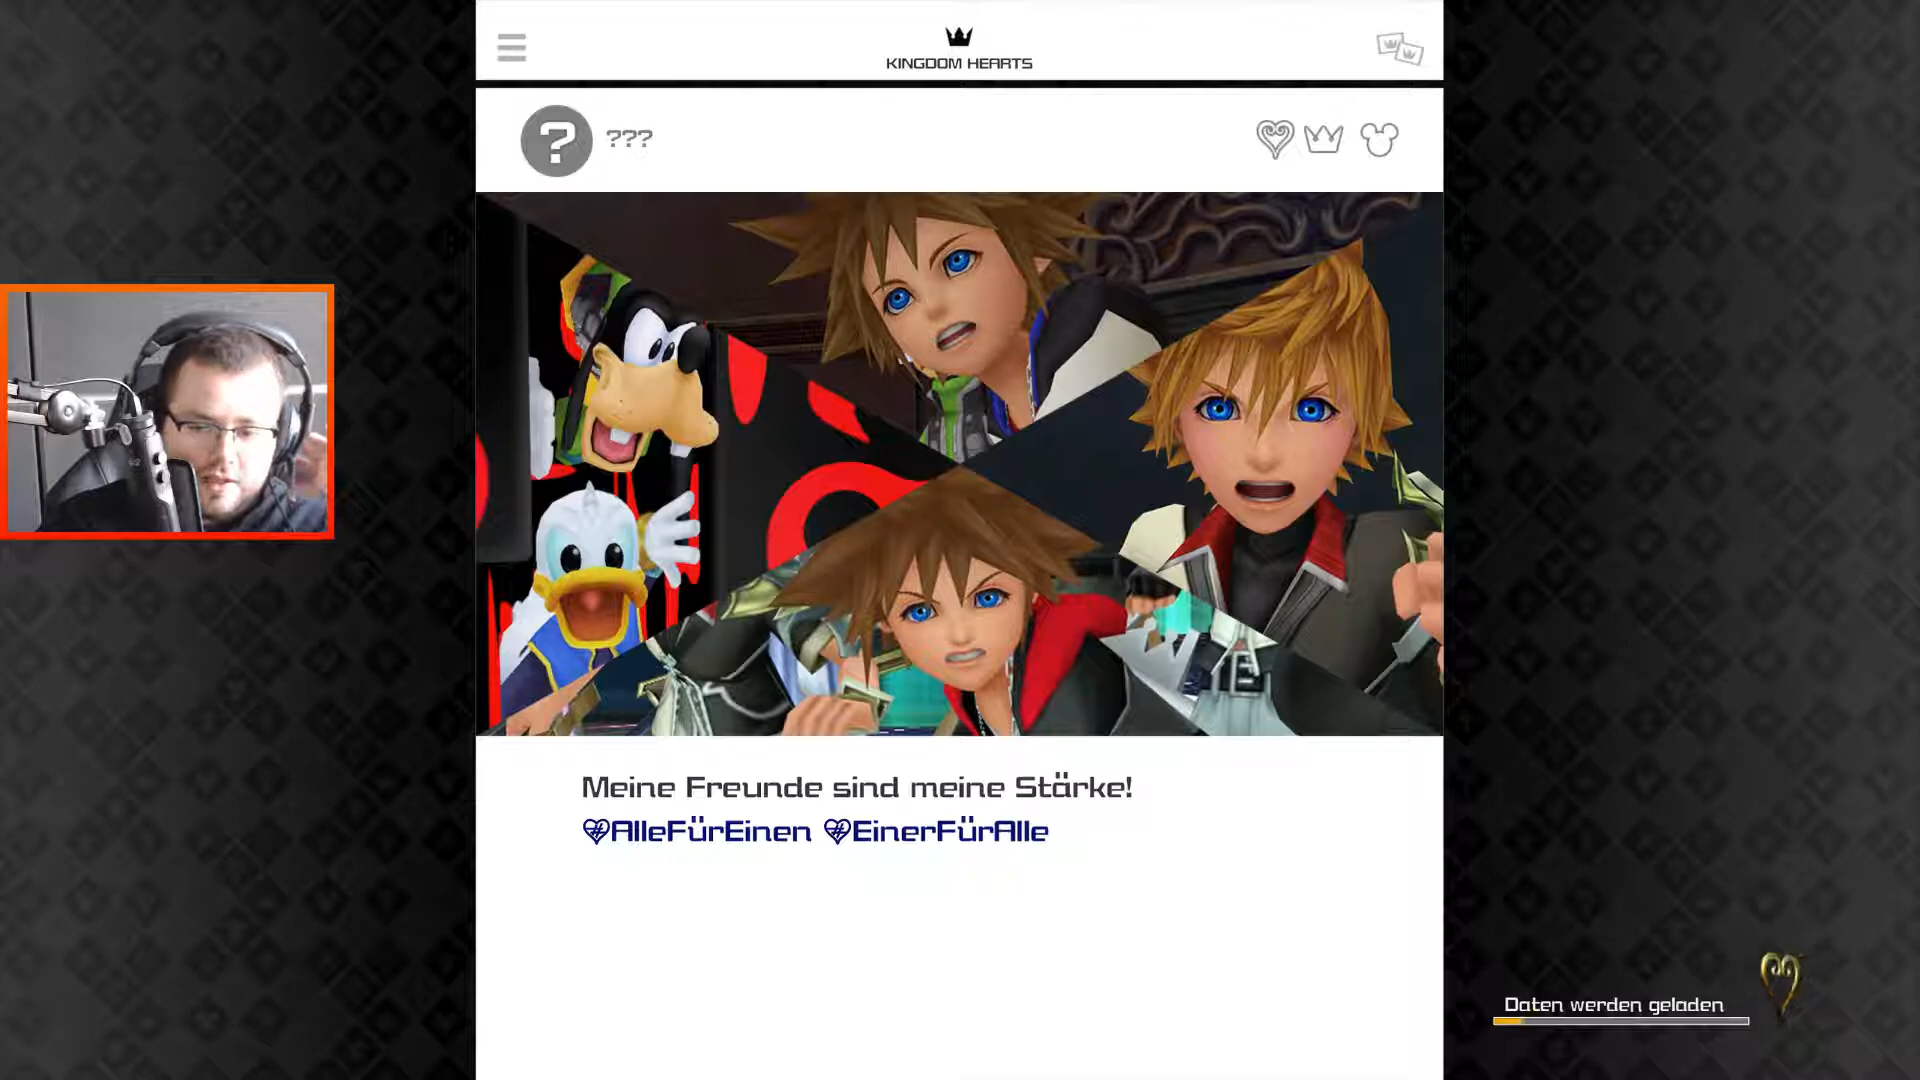 KINGDOM HEARTS
???
Meine Freunde sind meine Stärke!
#AlleFürEinen #EinerFürAlle
Daten werden geladen